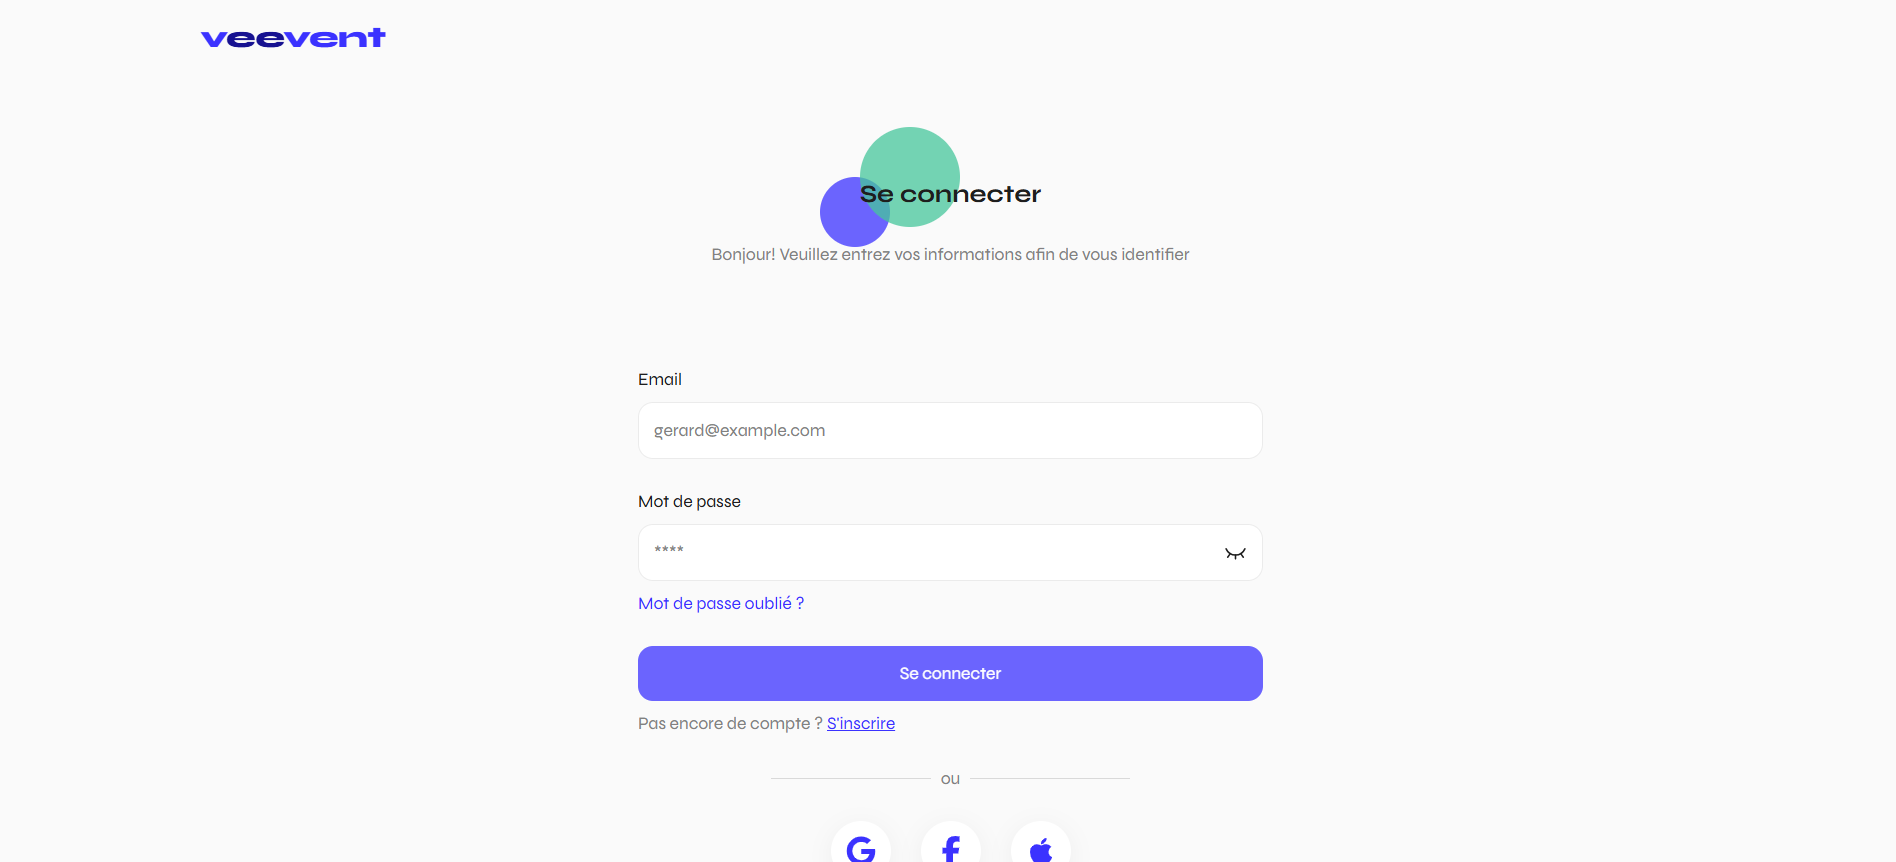 veevent
Se connecter
Bonjour! Veuillez entrez vos informations afin de vous identifier
Email
gerard@example.com
Mot de passe
****
Mot de passe oublié ?
Se connecter
Pas encore de compte ? S'inscrire
ou